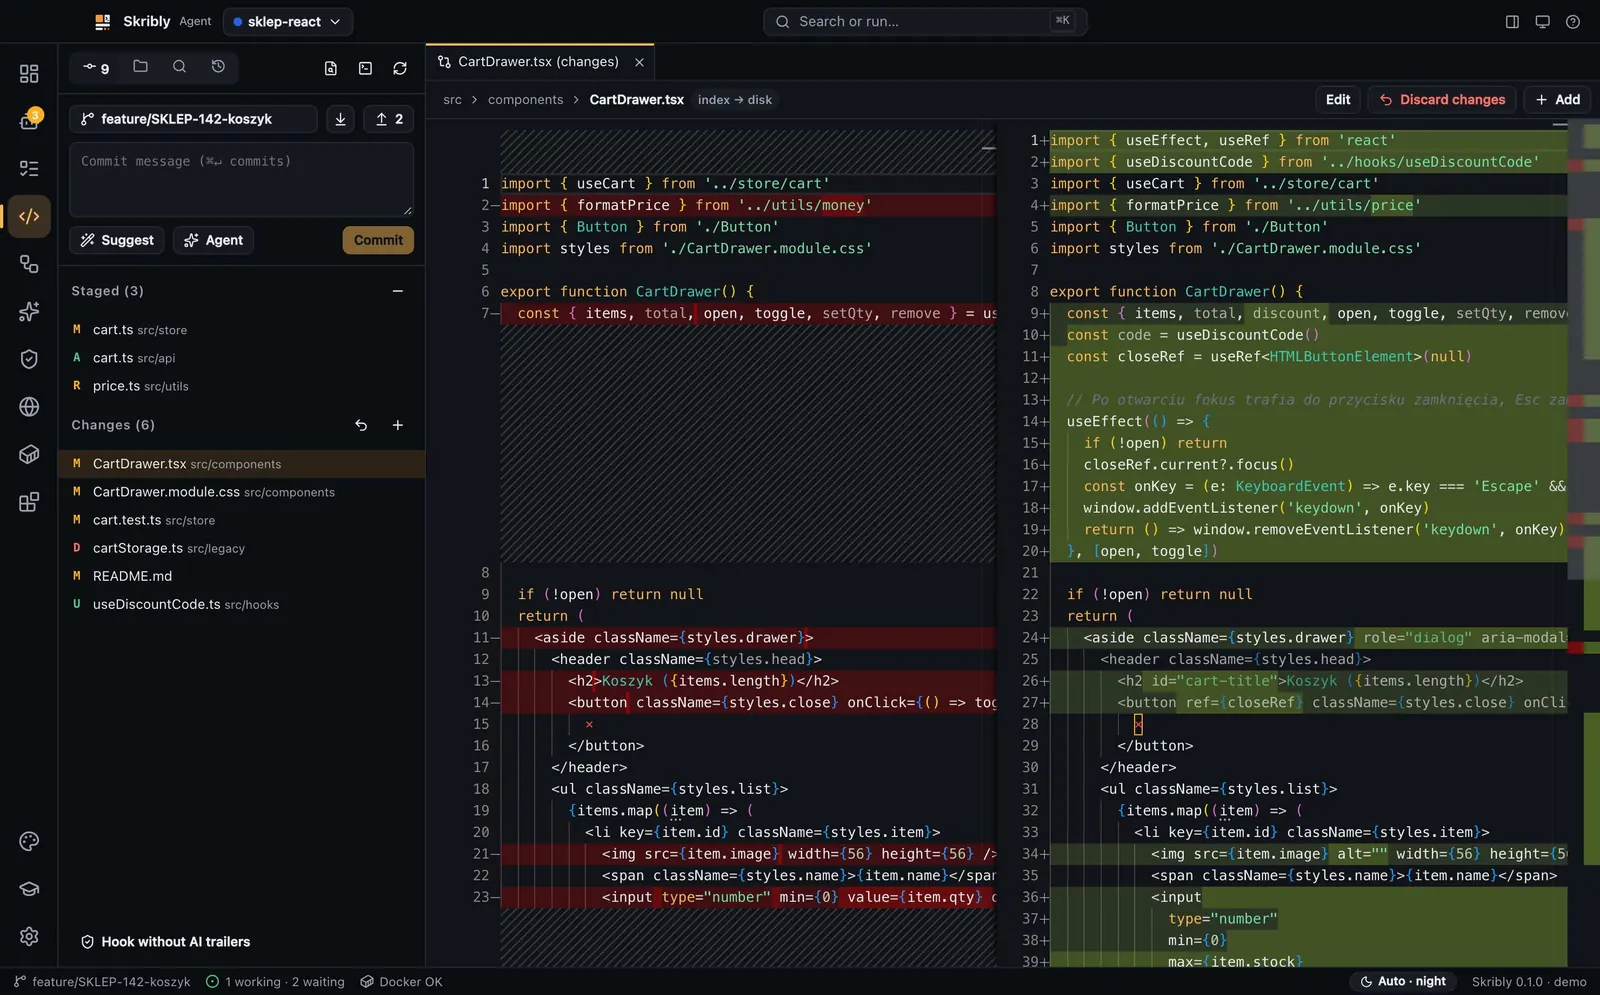 Skribly Agent sklep-react Search or run... ⌘K
9
CartDrawer.tsx (changes)
src > components > CartDrawer.tsx index → disk Edit Discard changes Add
feature/SKLEP-142-koszyk 2
Commit message (⌘↵ commits)
3
Suggest Agent Commit
Staged (3)
M cart.ts src/store
A cart.ts src/api
R price.ts src/utils
Changes (6)
M CartDrawer.tsx src/components
M CartDrawer.module.css src/components
M cart.test.ts src/store
D cartStorage.ts src/legacy
M README.md
U useDiscountCode.ts src/hooks
Hook without AI trailers
1 import { useCart } from '../store/cart'
2− import { formatPrice } from '../utils/money'
3 import { Button } from './Button'
4 import styles from './CartDrawer.module.css'
5
6 export function CartDrawer() {
7− const { items, total, open, toggle, setQty, remove } = us
8
9 if (!open) return null
10 return (
11− <aside className={styles.drawer}>
12 <header className={styles.head}>
13− <h2>Koszyk ({items.length})</h2>
14− <button className={styles.close} onClick={() => tog
15 ×
16 </button>
17 </header>
18 <ul className={styles.list}>
19 {items.map((item) => (
20 <li key={item.id} className={styles.item}>
21− <img src={item.image} width={56} height={56} />
22 <span className={styles.name}>{item.name}</span
23− <input type="number" min={0} value={item.qty}
1+ import { useEffect, useRef } from 'react'
2+ import { useDiscountCode } from '../hooks/useDiscountCode'
3 import { useCart } from '../store/cart'
4+ import { formatPrice } from '../utils/price'
5 import { Button } from './Button'
6 import styles from './CartDrawer.module.css'
7
8 export function CartDrawer() {
9+ const { items, total, discount, open, toggle, setQty, remov
10+ const code = useDiscountCode()
11+ const closeRef = useRef<HTMLButtonElement>(null)
12+
13+ // Po otwarciu fokus trafia do przycisku zamknięcia, Esc za
14+ useEffect(() => {
15+ if (!open) return
16+ closeRef.current?.focus()
17+ const onKey = (e: KeyboardEvent) => e.key === 'Escape' &&
18+ window.addEventListener('keydown', onKey)
19+ return () => window.removeEventListener('keydown', onKey)
20+ }, [open, toggle])
21
22 if (!open) return null
23 return (
24+ <aside className={styles.drawer} role="dialog" aria-modal=
25 <header className={styles.head}>
26+ <h2 id="cart-title">Koszyk ({items.length})</h2>
27+ <button ref={closeRef} className={styles.close} onCli
28 ×
29 </button>
30 </header>
31 <ul className={styles.list}>
32 {items.map((item) => (
33 <li key={item.id} className={styles.item}>
34+ <img src={item.image} alt="" width={56} height={56
35 <span className={styles.name}>{item.name}</span>
36+ <input
37+ type="number"
38+ min={0}
39+ max={item.stock}
feature/SKLEP-142-koszyk 1 working · 2 waiting Docker OK Auto · night Skribly 0.1.0 · demo